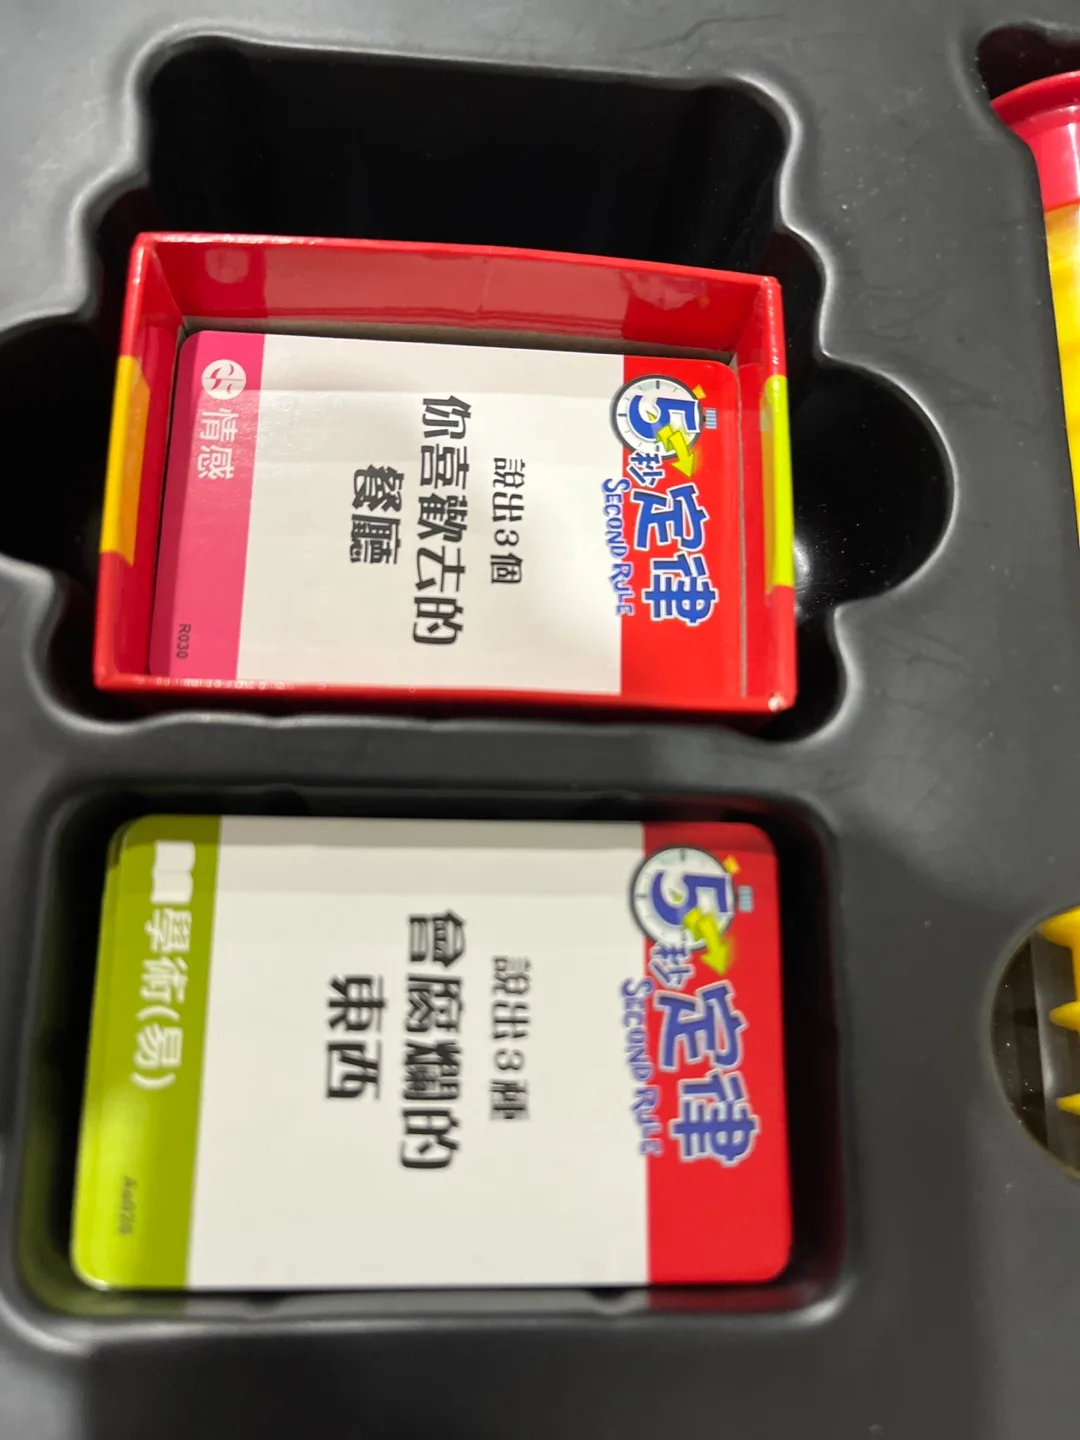 5秒定律
SECOND RULE
說出3個
你喜歡去的
餐廳
情感
R030
5秒定律
SECOND RULE
說出3種
會腐爛的
東西
學術(易)